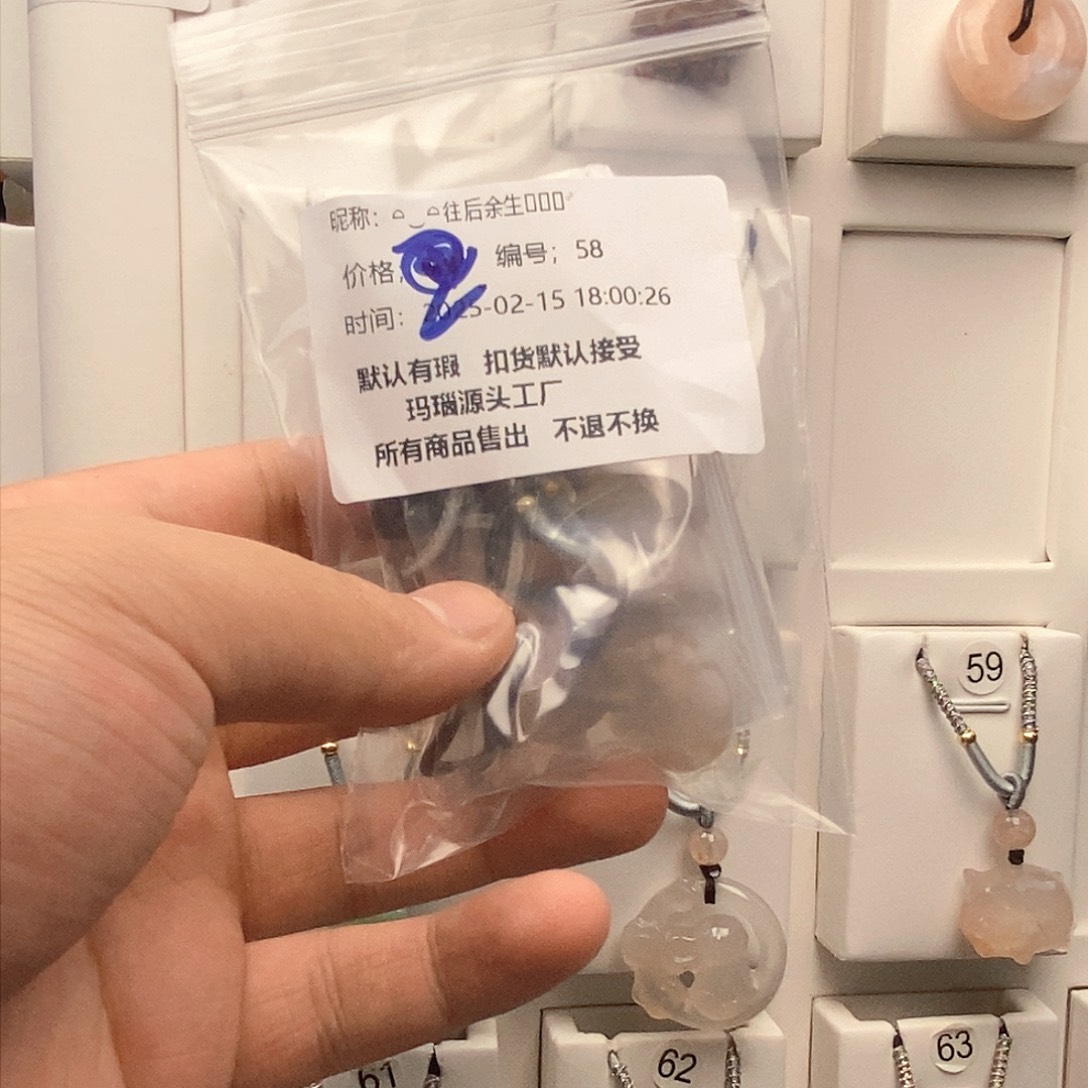 昵称：⌓‿⌓往后余生▯▯▯
价格： 编号；58
时间：2025-02-15 18:00:26
默认有瑕 扣货默认接受
玛瑙源头工厂
所有商品售出 不退不换
59
61
62
63